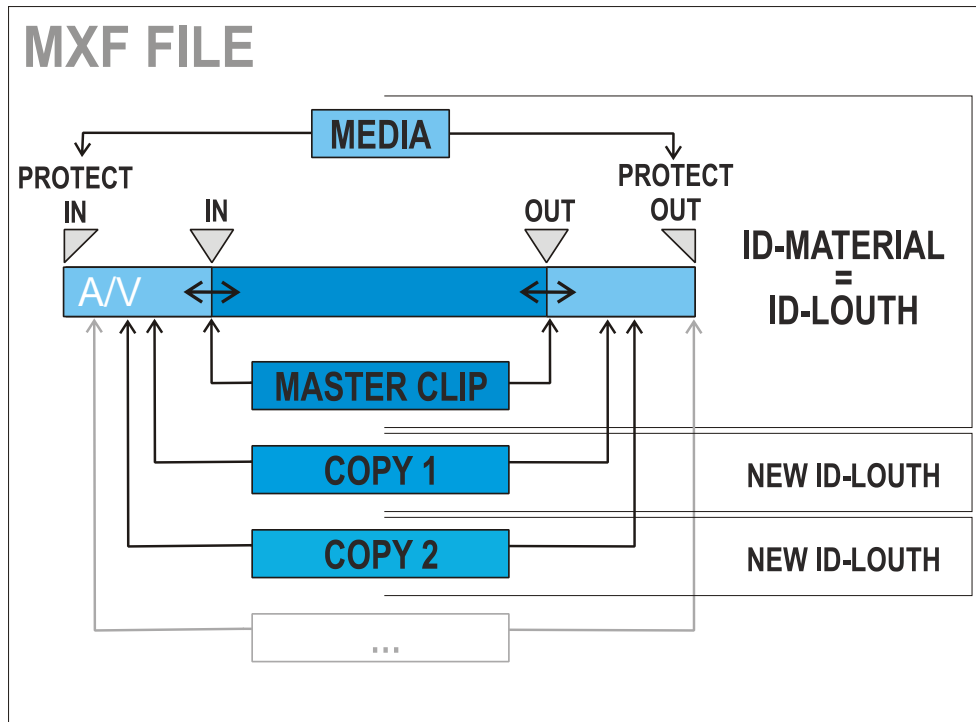 MXF FILE
MEDIA
PROTECT
IN
IN
OUT
PROTECT
OUT
A/V
ID-MATERIAL
=
ID-LOUTH
MASTER CLIP
COPY 1
NEW ID-LOUTH
COPY 2
NEW ID-LOUTH
...